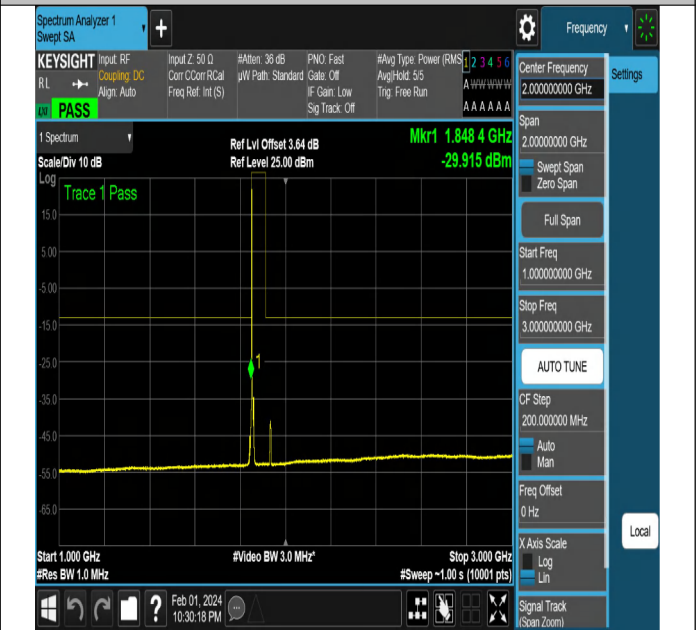 Spectrum Analyzer 1
Swept SA
Frequency
KEYSIGHT
RL
PASS
Input: RF
Coupling: DC
Align: Auto
Input Z: 50 Ω
Corr CCorr RCal
Freq Ref: Int (S)
#Atten: 36 dB
µW Path: Standard
PNO: Fast
Gate: Off
IF Gain: Low
Sig Track: Off
#Avg Type: Power (RMS
Avg|Hold: 5/5
Trig: Free Run
1 2 3 4 5 6
A W W W W W
A A A A A A
1 Spectrum
Scale/Div 10 dB
Ref Lvl Offset 3.64 dB
Ref Level 25.00 dBm
Mkr1 1.848 4 GHz
-29.915 dBm
Log
Trace 1 Pass
15.0
5.00
-5.00
-15.0
-25.0
-35.0
-45.0
-55.0
-65.0
1
Start 1.000 GHz
#Res BW 1.0 MHz
#Video BW 3.0 MHz*
Stop 3.000 GHz
#Sweep ~1.00 s (10001 pts)
Center Frequency
2.000000000 GHz
Settings
Span
2.00000000 GHz
Swept Span
Zero Span
Full Span
Start Freq
1.000000000 GHz
Stop Freq
3.000000000 GHz
AUTO TUNE
CF Step
200.000000 MHz
Auto
Man
Freq Offset
0 Hz
X Axis Scale
Log
Lin
Local
Signal Track
(Span Zoom)
?
Feb 01, 2024
10:30:18 PM